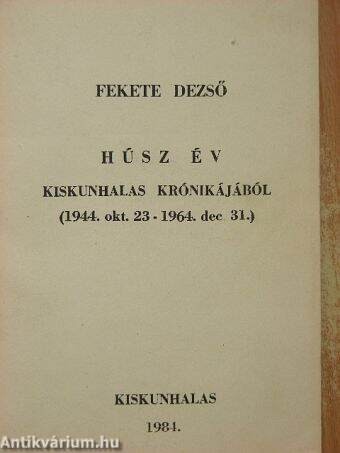 FEKETE DEZSŐ
HÚSZ ÉV
KISKUNHALAS KRÓNIKÁJÁBÓL
(1944. okt. 23 - 1964. dec 31.)
KISKUNHALAS
1984.
Antikvárium.hu